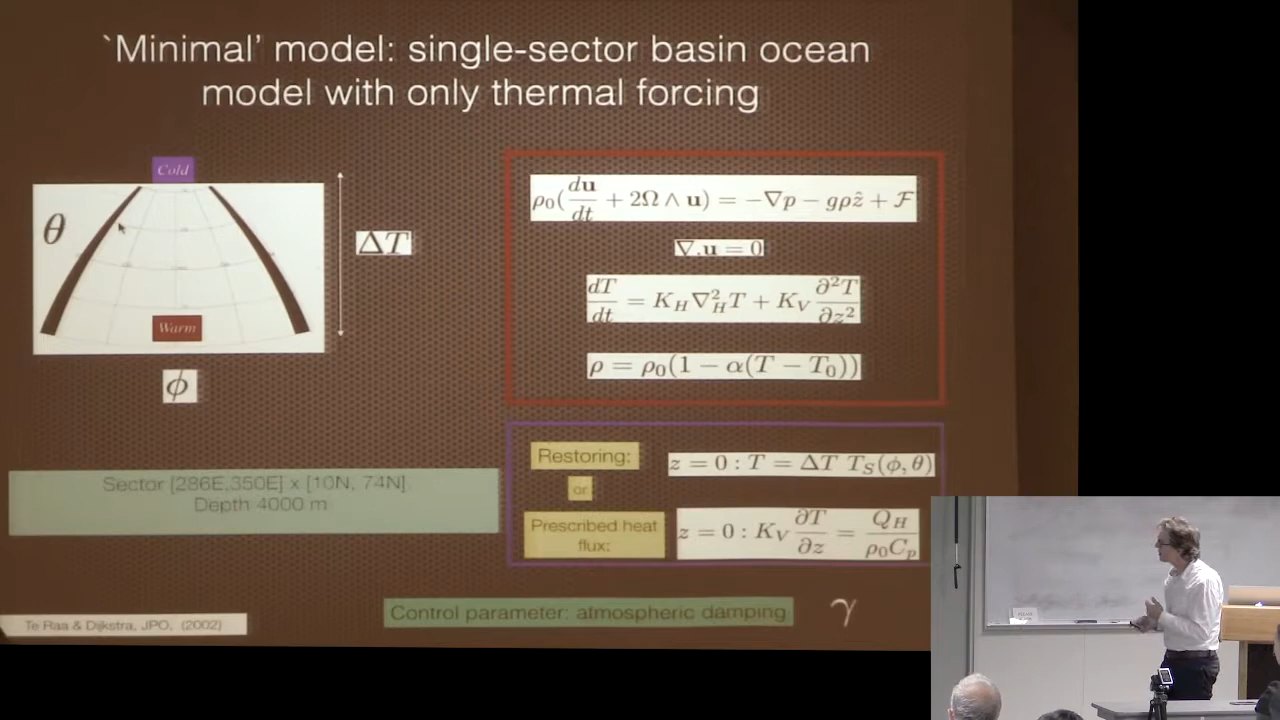 `Minimal' model: single-sector basin ocean
model with only thermal forcing
Cold
θ
ΔT
Warm
ϕ
ρ₀(du/dt + 2Ω ∧ u) = −∇p − gρẑ + ℱ
∇.u = 0
dT/dt = K_H ∇²_H T + K_V ∂²T/∂z²
ρ = ρ₀(1 − α(T − T₀))
Restoring:
z = 0 : T = ΔT T_S(ϕ, θ)
or
Prescribed heat
flux:
z = 0 : K_V ∂T/∂z = Q_H/ρ₀C_p
Sector [286E,350E] x [10N, 74N]
Depth 4000 m
Control parameter: atmospheric damping
γ
Te Raa & Dijkstra, JPO, (2002)